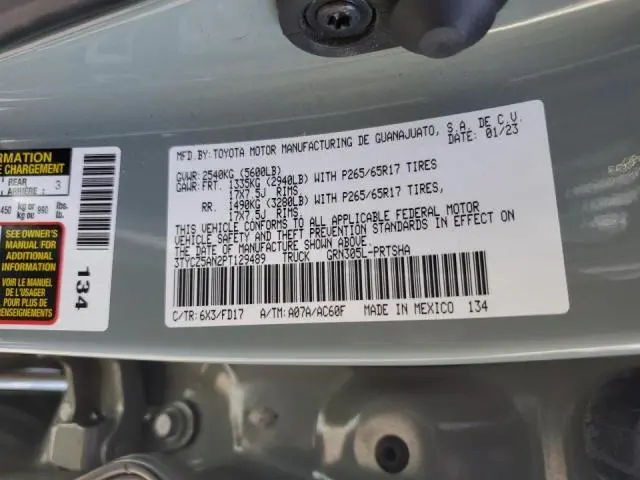 MFD.BY:TOYOTA MOTOR MANUFACTURING DE GUANAJUATO, S.A. DE C.V.
DATE: 01/23
GVWR: 2540KG (5600LB)
GAWR: FRT. 1335KG (2940LB) WITH P265/65R17 TIRES
17X7.5J RIMS
RR. 1490KG (3280LB) WITH P265/65R17 TIRES,
17X7.5J RIMS,
THIS VEHICLE CONFORMS TO ALL APPLICABLE FEDERAL MOTOR
VEHICLE SAFETY AND THEFT PREVENTION STANDARDS IN EFFECT ON
THE DATE OF MANUFACTURE SHOWN ABOVE.
3TYCZ5AN2PT129489 TRUCK GRN305L-PRTSHA
C/TR: 6X3/FD17 A/TM: A07A/AC60F MADE IN MEXICO 134
ORMATION
E CHARGEMENT
REAR
ARRIÈRE: 3
450 kg or 990 lbs.
kg ou lb.
SEE OWNER'S
MANUAL FOR
ADDITIONAL
INFORMATION
VOIR LE MANUEL
DE L'USAGER
POUR PLUS DE
RENSEIGNEMENTS
134